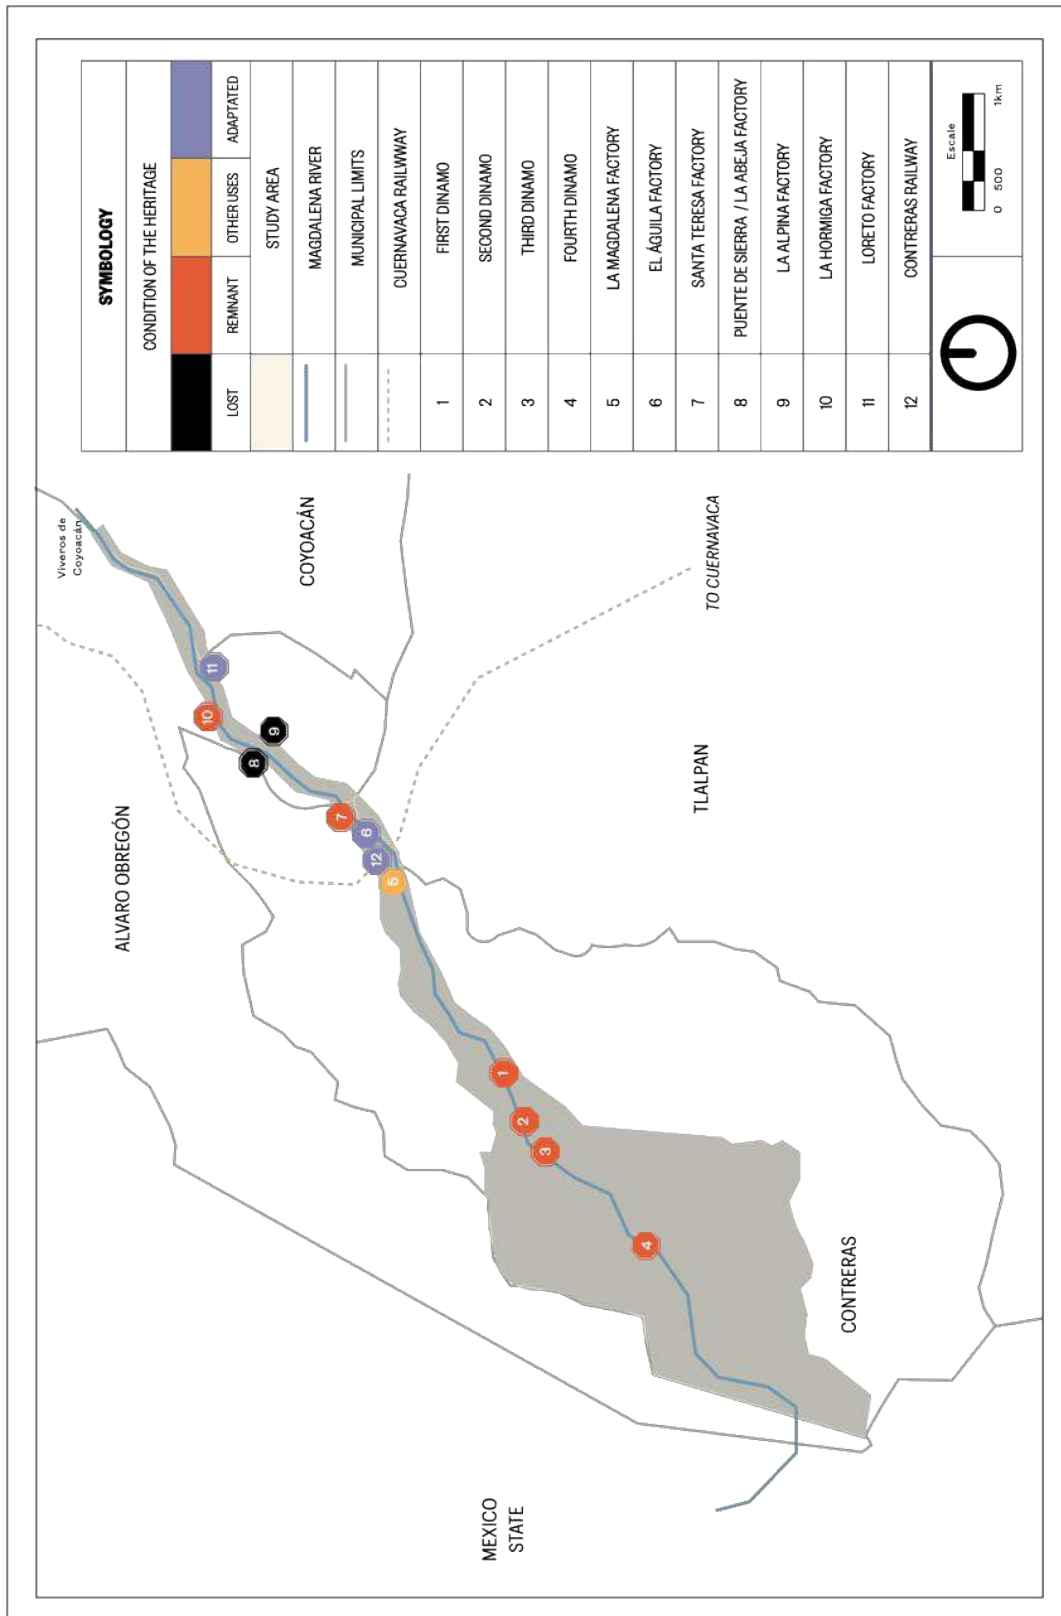 Viveros de
Coyoacán
ALVARO OBREGÓN
COYOACÁN
11
10
9
8
7
6
12
5
TO CUERNAVACA
TLALPAN
1
2
3
4
CONTRERAS
MEXICO
STATE
SYMBOLOGY
CONDITION OF THE HERITAGE
LOST
REMNANT
OTHER USES
ADAPTATED
STUDY AREA
MAGDALENA RIVER
MUNICIPAL LIMITS
CUERNAVACA RAILWWAY
1 FIRST DINAMO
2 SECOND DINAMO
3 THIRD DINAMO
4 FOURTH DINAMO
5 LA MAGDALENA FACTORY
6 EL ÁGUILA FACTORY
7 SANTA TERESA FACTORY
8 PUENTE DE SIERRA / LA ABEJA FACTORY
9 LA ALPINA FACTORY
10 LA HORMIGA FACTORY
11 LORETO FACTORY
12 CONTRERAS RAILWAY
Escale
0 500 1km